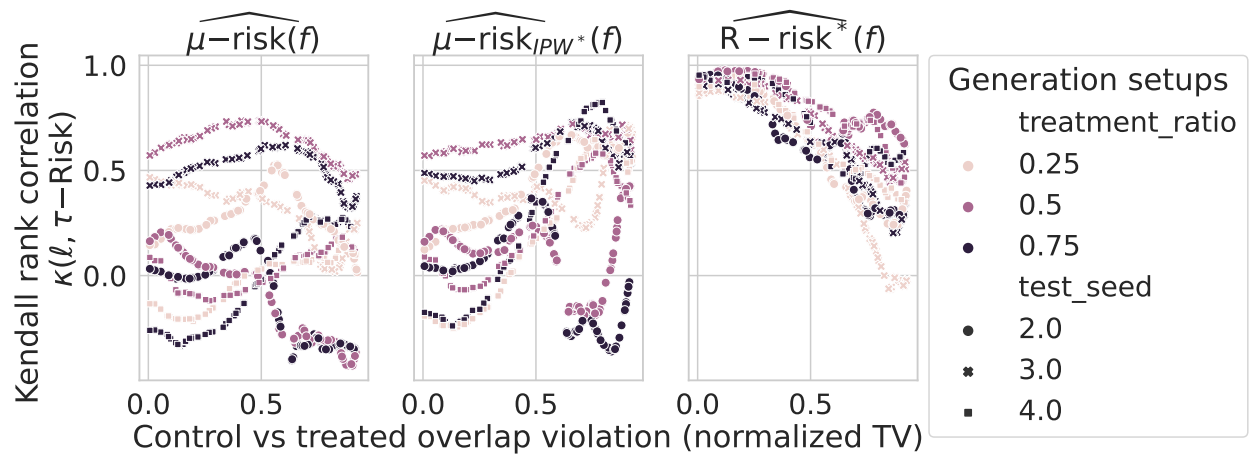 μ−risk(f)
μ−risk_IPW*(f)
R−risk*(f)
Kendall rank correlation
κ(ℓ, τ−Risk)
1.0
0.5
0.0
0.0 0.5
0.0 0.5
0.0 0.5
Control vs treated overlap violation (normalized TV)
Generation setups
treatment_ratio
0.25
0.5
0.75
test_seed
2.0
3.0
4.0